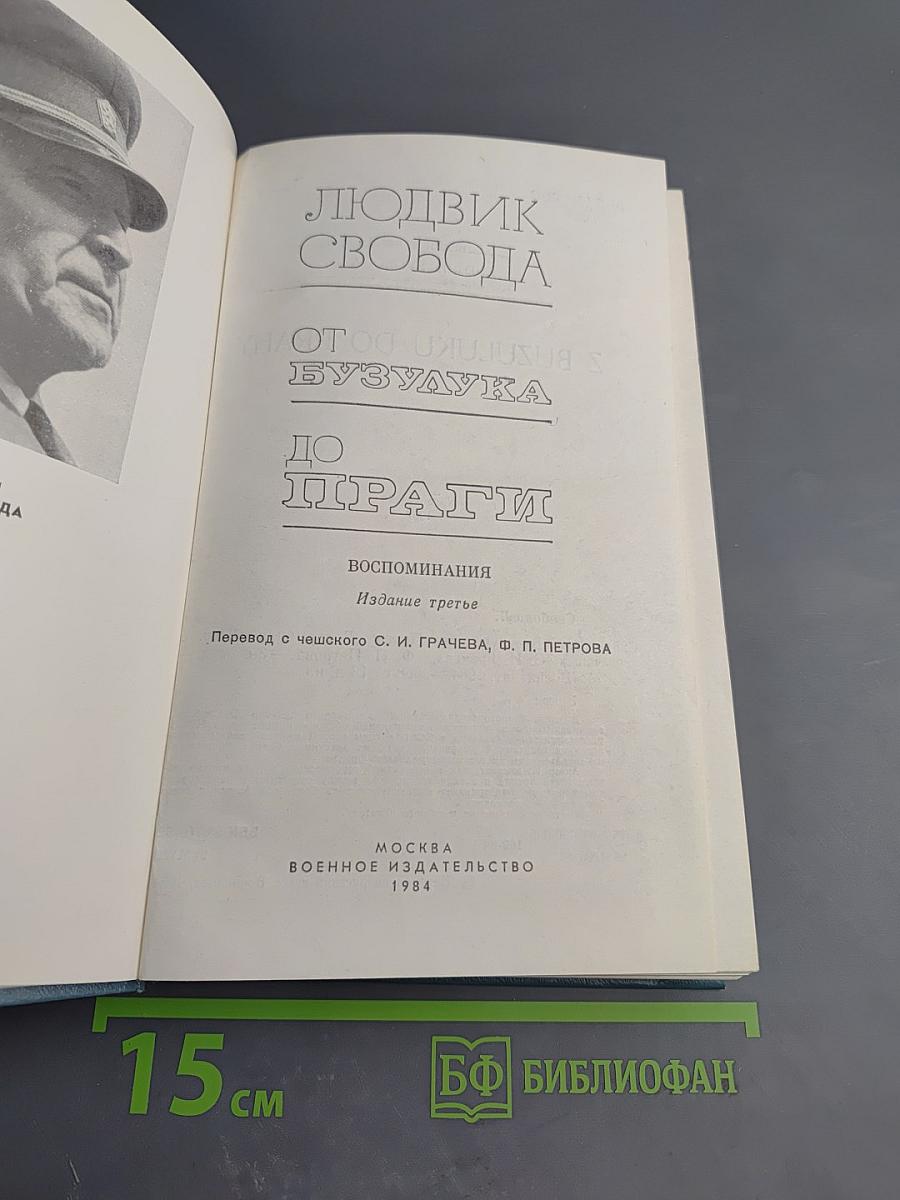 ДА
ЛЮДВИК
СВОБОДА
ОТ
БУЗУЛУКА
ДО
ПРАГИ
ВОСПОМИНАНИЯ
Издание третье
Перевод с чешского С. И. ГРАЧЕВА, Ф. П. ПЕТРОВА
МОСКВА
ВОЕННОЕ ИЗДАТЕЛЬСТВО
1984
15 см
БФ БИБЛИОФАН